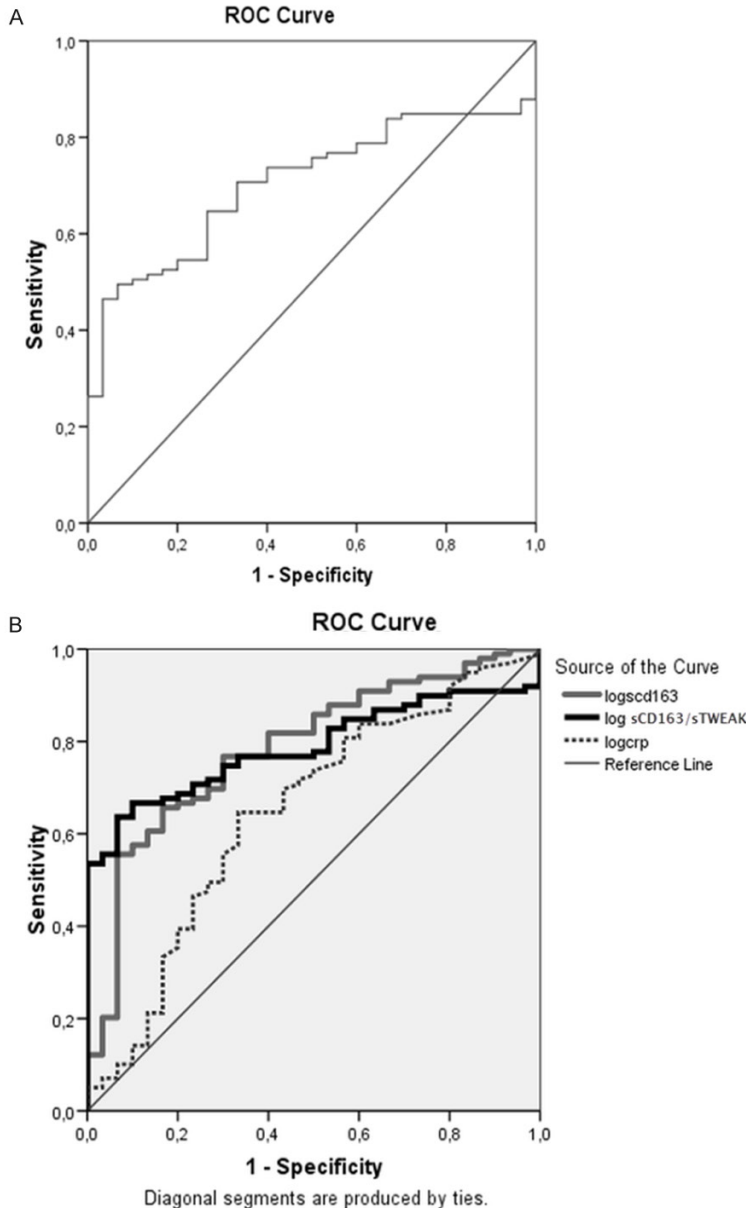 A
ROC Curve
1,0
0,8
0,6
0,4
0,2
0,0
Sensitivity
0,0 0,2 0,4 0,6 0,8 1,0
1 - Specificity
B
ROC Curve
1,0
0,8
0,6
0,4
0,2
0,0
Sensitivity
0,0 0,2 0,4 0,6 0,8 1,0
1 - Specificity
Diagonal segments are produced by ties.
Source of the Curve
logscd163
log sCD163/sTWEAK
logcrp
Reference Line